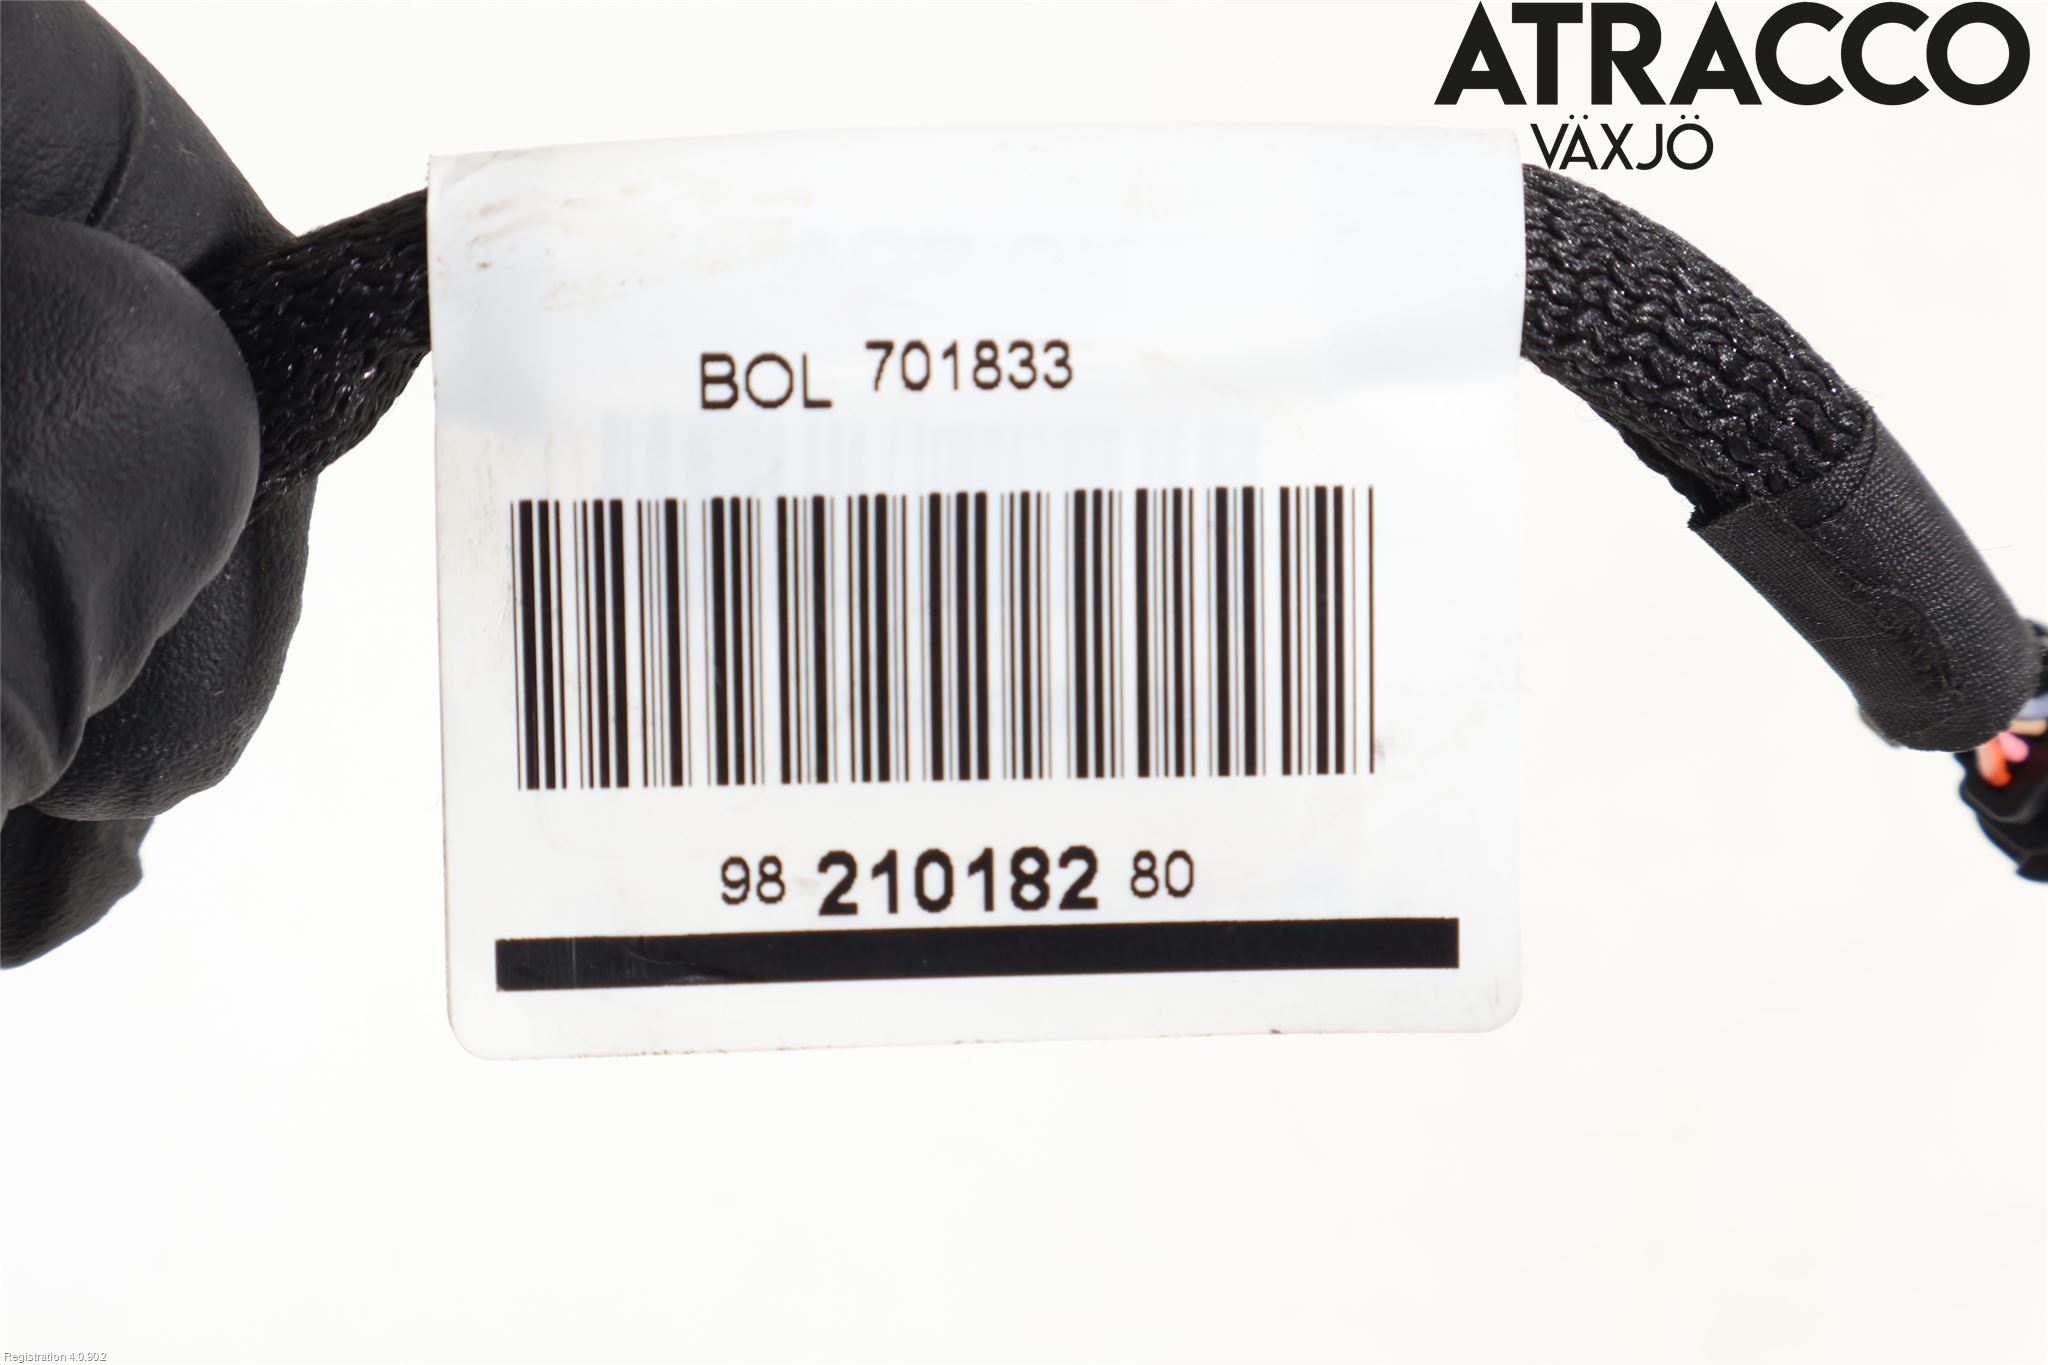 ATRACCO
VÄXJÖ
BOL 701833
98 210182 80
Registration 4.0.90.2